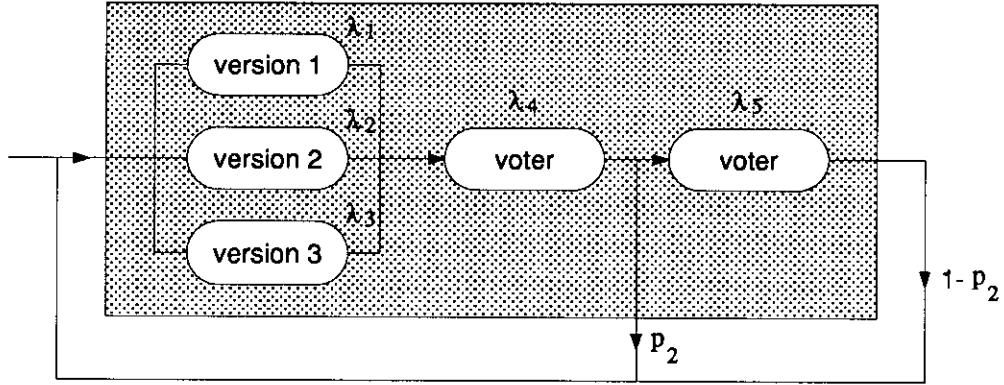 λ1
version 1
λ2
version 2
λ3
version 3
λ4
voter
λ5
voter
p2
1- p2